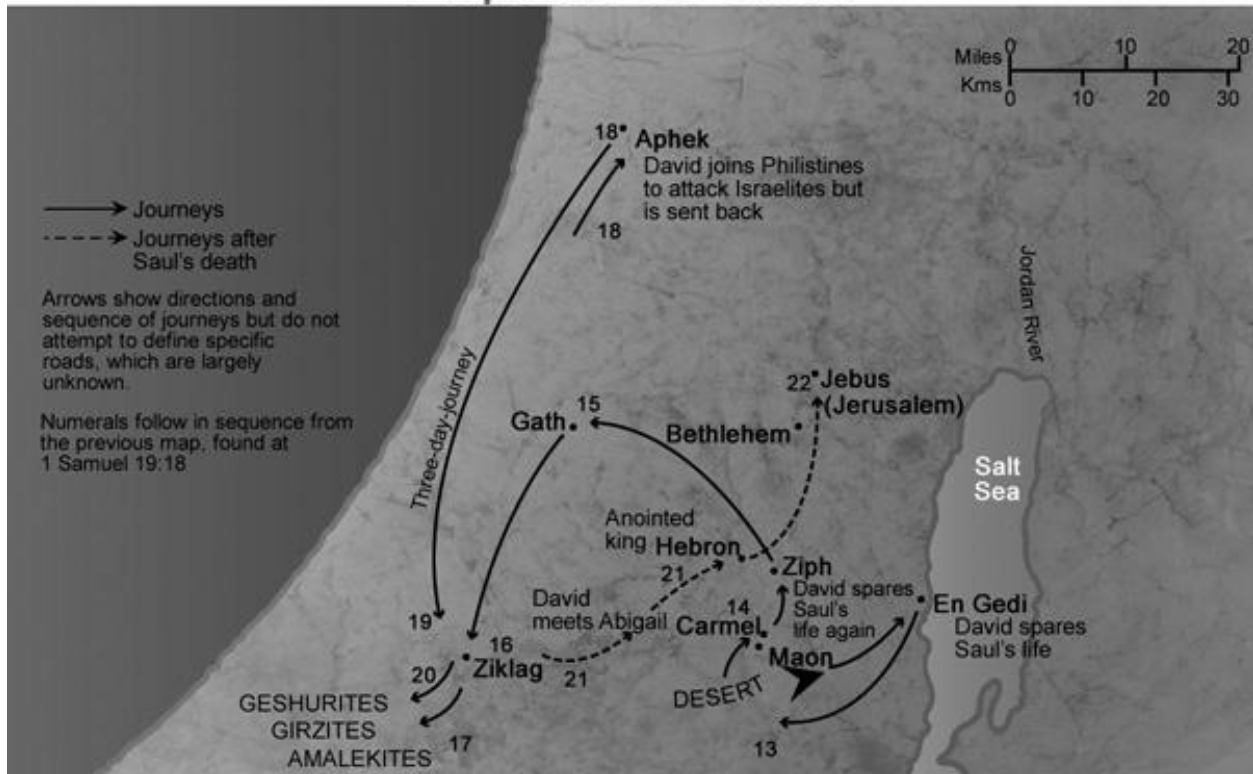 Miles 0 10 20
Kms 0 10 20 30
18 Aphek
David joins Philistines
to attack Israelites but
is sent back
18
Journeys
Journeys after
Saul's death
Arrows show directions and
sequence of journeys but do not
attempt to define specific
roads, which are largely
unknown.
Numerals follow in sequence from
the previous map, found at
1 Samuel 19:18
Three-day-journey
Jordan River
22 Jebus
(Jerusalem)
15
Gath
Bethlehem
Salt
Sea
Anointed
king
Hebron
21
Ziph
David spares
Saul's
life again
En Gedi
David spares
Saul's life
David
meets Abigail
14
Carmel
Maon
DESERT
13
19
16
Ziklag
21
20
GESHURITES
GIRZITES
AMALEKITES
17